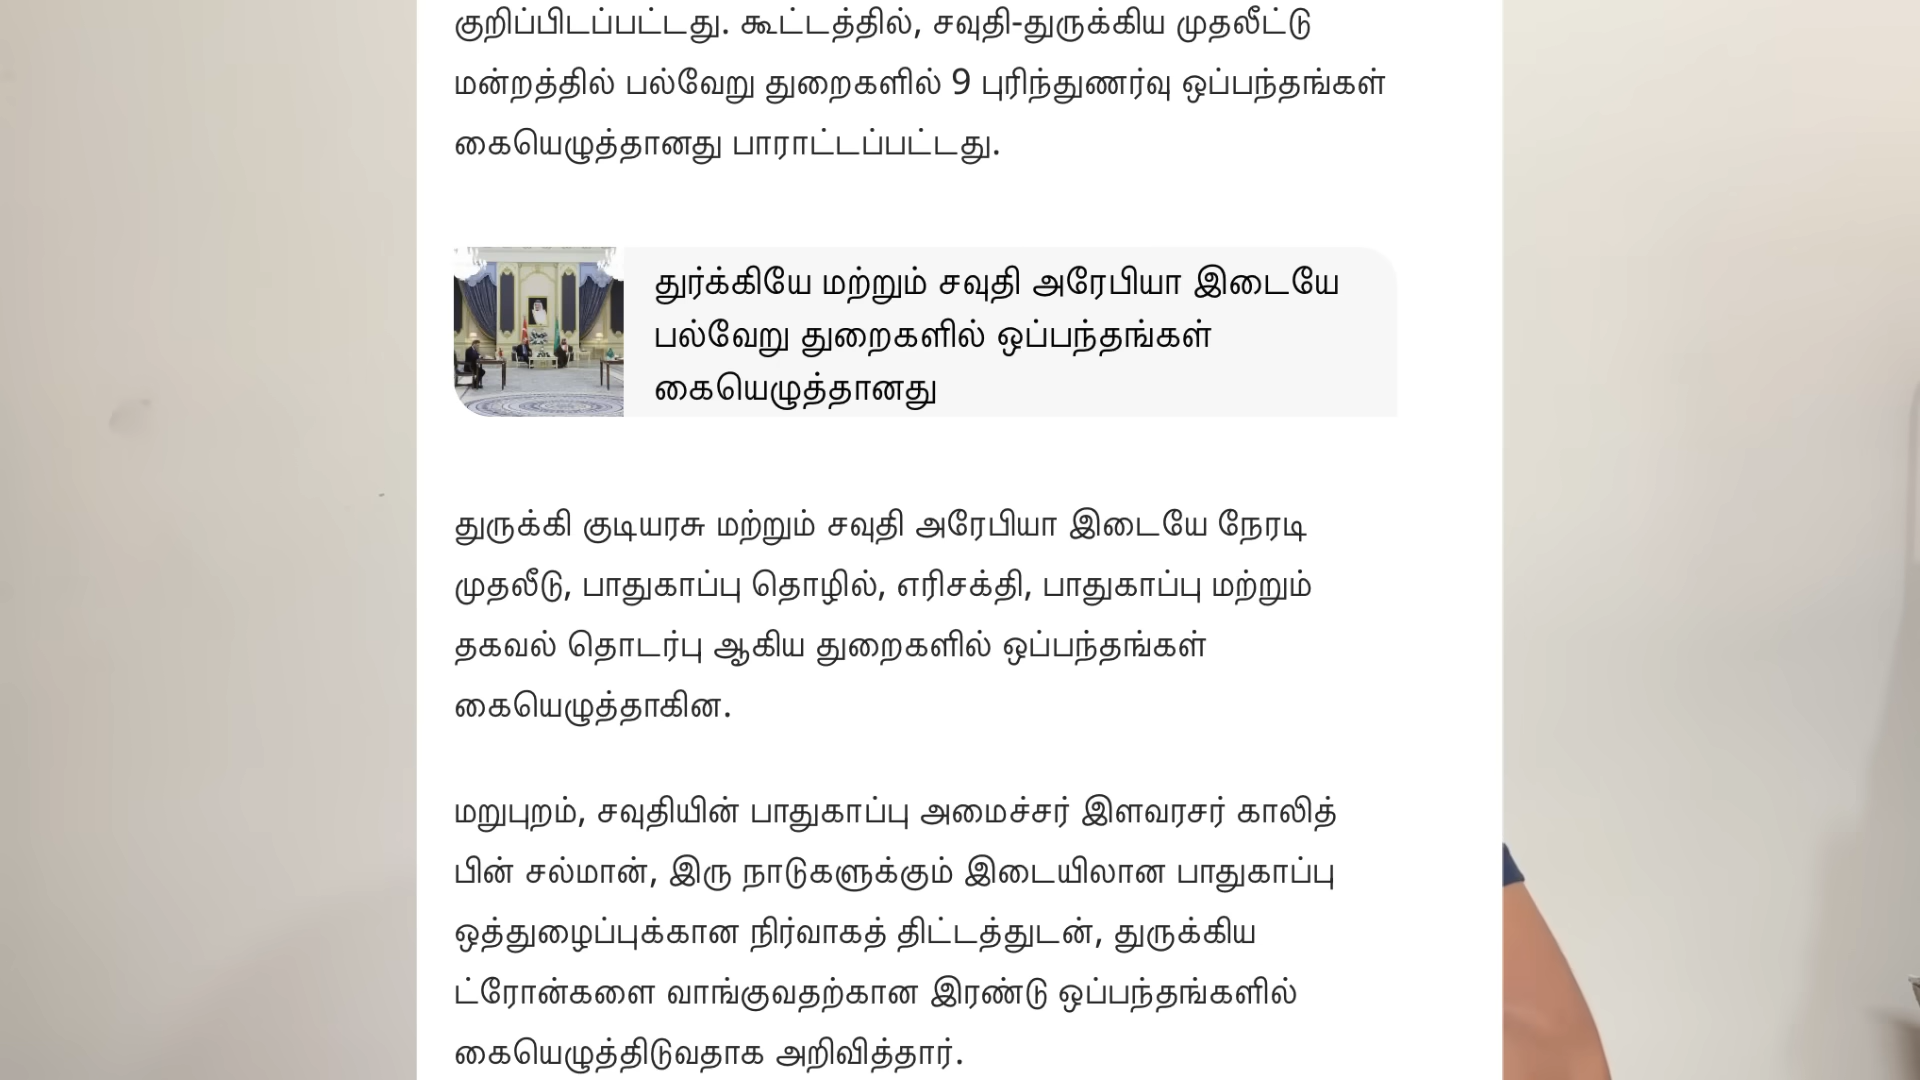 குறிப்பிடப்பட்டது. கூட்டத்தில், சவுதி-துருக்கிய முதலீட்டு
மன்றத்தில் பல்வேறு துறைகளில் 9 புரிந்துணர்வு ஒப்பந்தங்கள்
கையெழுத்தானது பாராட்டப்பட்டது.
துர்க்கியே மற்றும் சவுதி அரேபியா இடையே
பல்வேறு துறைகளில் ஒப்பந்தங்கள்
கையெழுத்தானது
துருக்கி குடியரசு மற்றும் சவுதி அரேபியா இடையே நேரடி
முதலீடு, பாதுகாப்பு தொழில், எரிசக்தி, பாதுகாப்பு மற்றும்
தகவல் தொடர்பு ஆகிய துறைகளில் ஒப்பந்தங்கள்
கையெழுத்தாகின.
மறுபுறம், சவுதியின் பாதுகாப்பு அமைச்சர் இளவரசர் காலித்
பின் சல்மான், இரு நாடுகளுக்கும் இடையிலான பாதுகாப்பு
ஒத்துழைப்புக்கான நிர்வாகத் திட்டத்துடன், துருக்கிய
ட்ரோன்களை வாங்குவதற்கான இரண்டு ஒப்பந்தங்களில்
கையெழுத்திடுவதாக அறிவித்தார்.